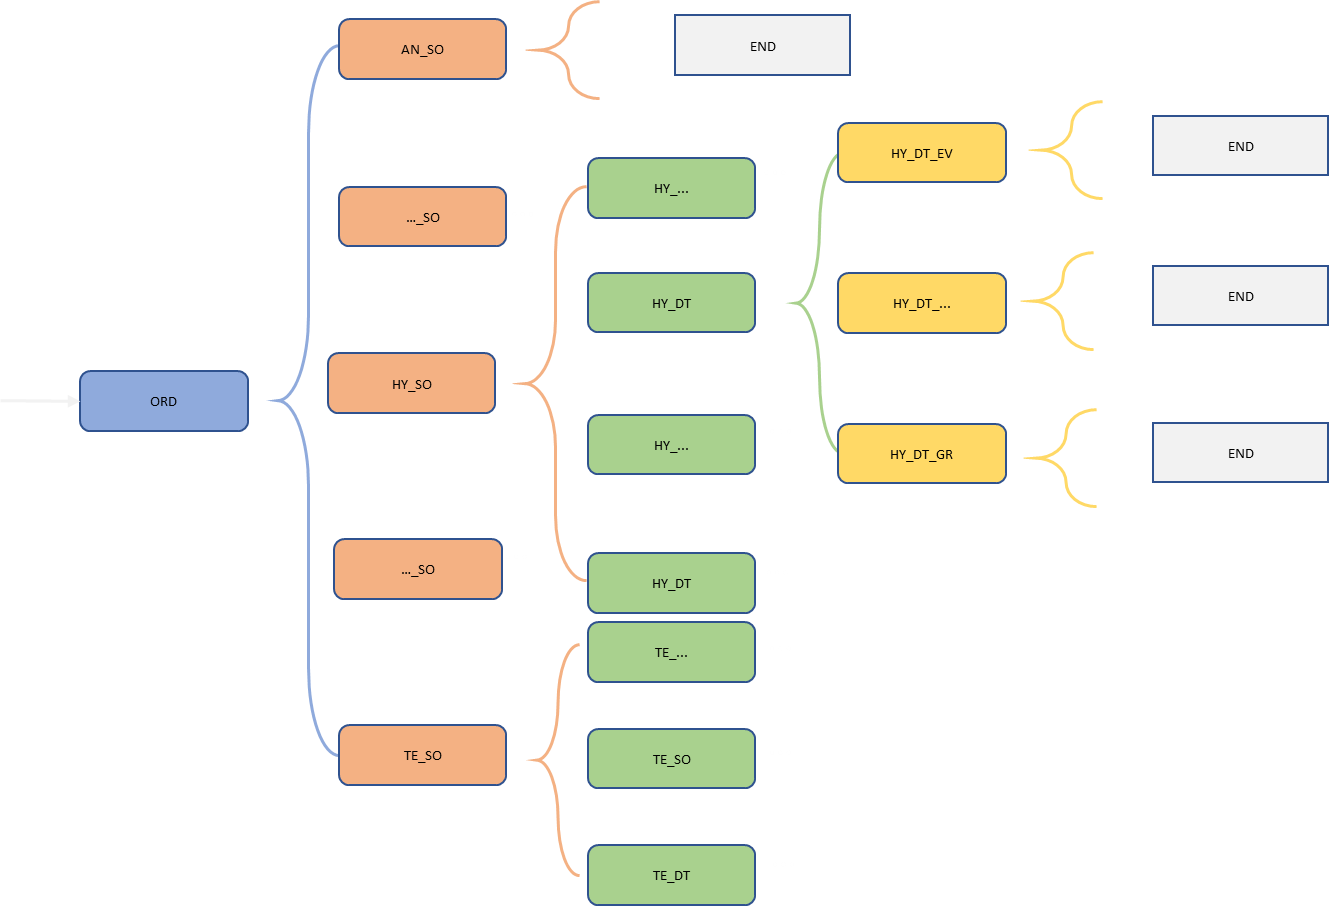 ORD
AN_SO
END
..._SO
HY_SO
..._SO
TE_SO
HY_...
HY_DT
HY_...
HY_DT
TE_...
TE_SO
TE_DT
HY_DT_EV
END
HY_DT_...
END
HY_DT_GR
END